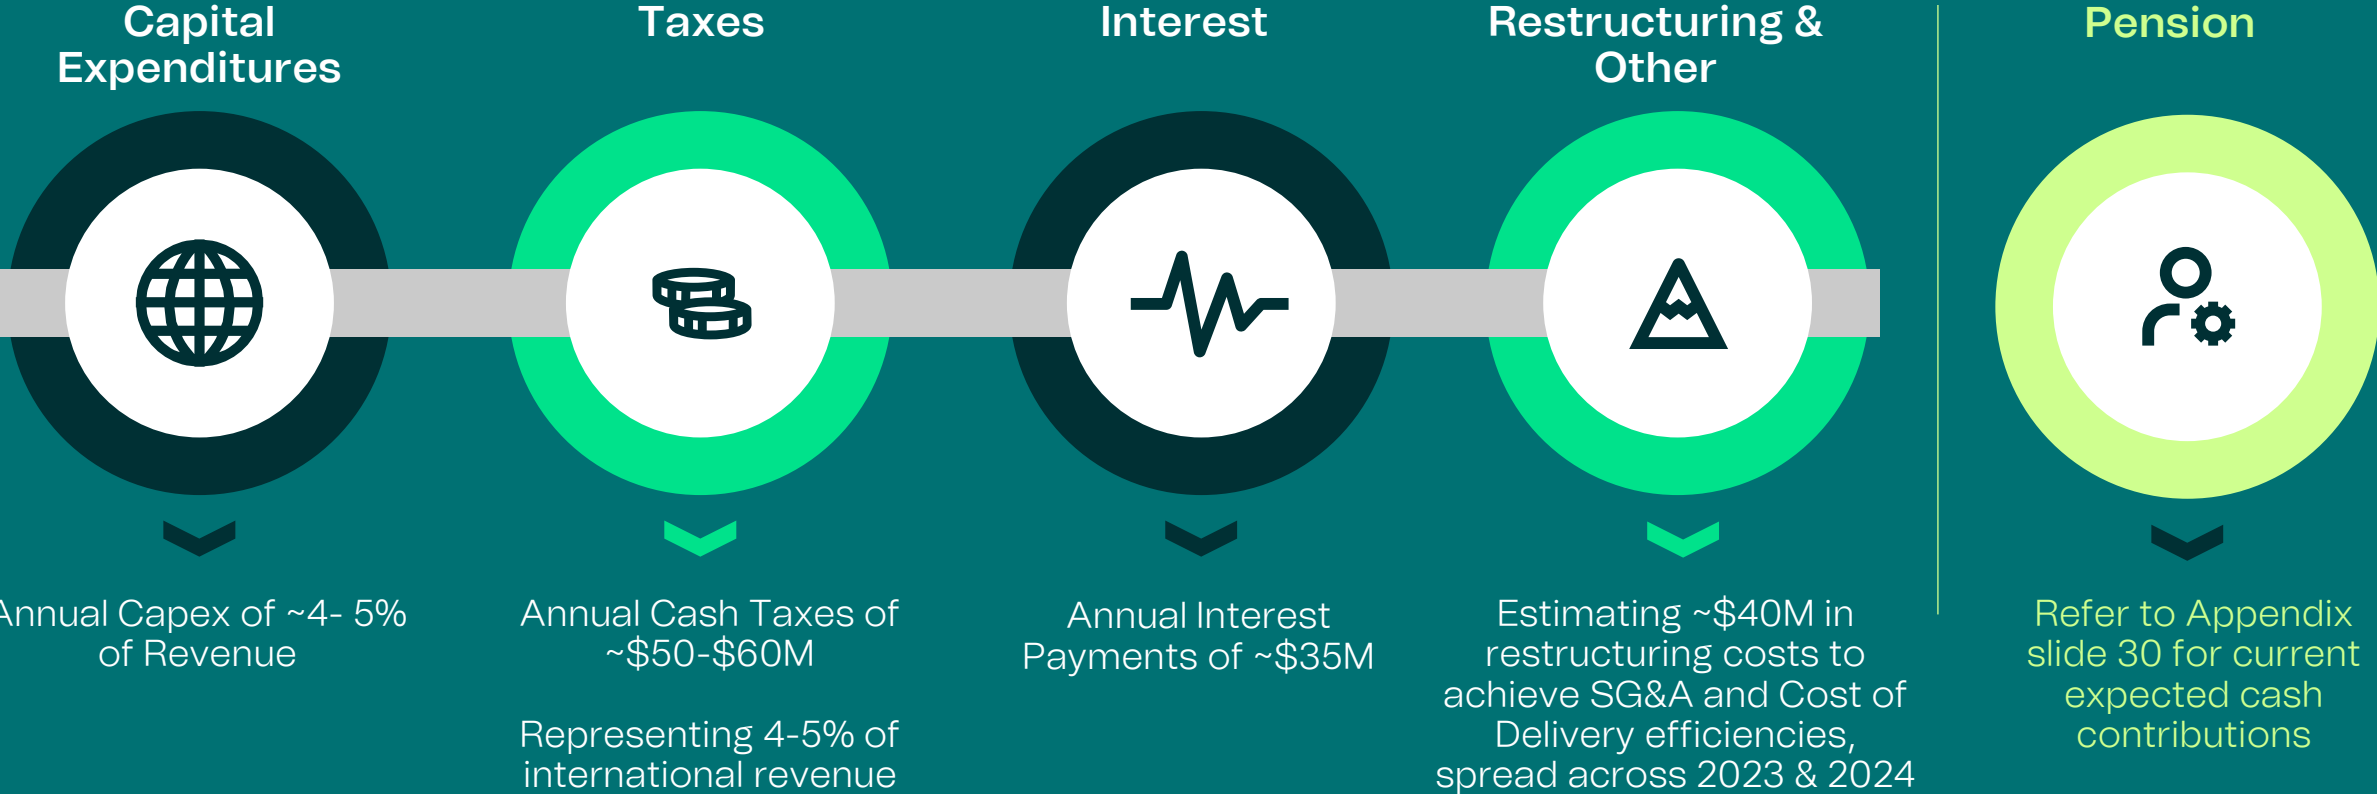 Capital
Expenditures
Taxes
Interest
Restructuring &
Other
Pension
Annual Capex of ~4- 5%
of Revenue
Annual Cash Taxes of
~$50-$60M
Representing 4-5% of
international revenue
Annual Interest
Payments of ~$35M
Estimating ~$40M in
restructuring costs to
achieve SG&A and Cost of
Delivery efficiencies,
spread across 2023 & 2024
Refer to Appendix
slide 30 for current
expected cash
contributions